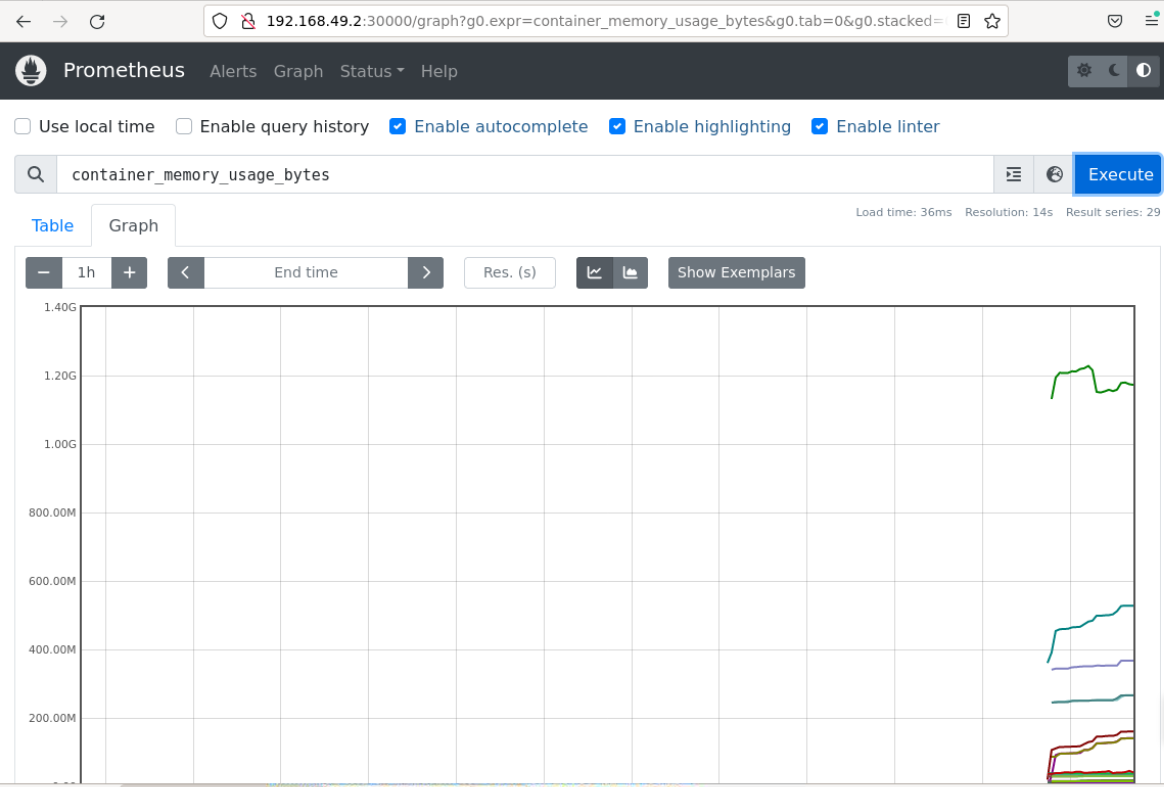 192.168.49.2:30000/graph?g0.expr=container_memory_usage_bytes&g0.tab=0&g0.stacked=
Prometheus Alerts Graph Status Help
Use local time Enable query history Enable autocomplete Enable highlighting Enable linter
container_memory_usage_bytes Execute
Load time: 36ms Resolution: 14s Result series: 29
Table Graph
1h End time Res. (s) Show Exemplars
1.40G
1.20G
1.00G
800.00M
600.00M
400.00M
200.00M